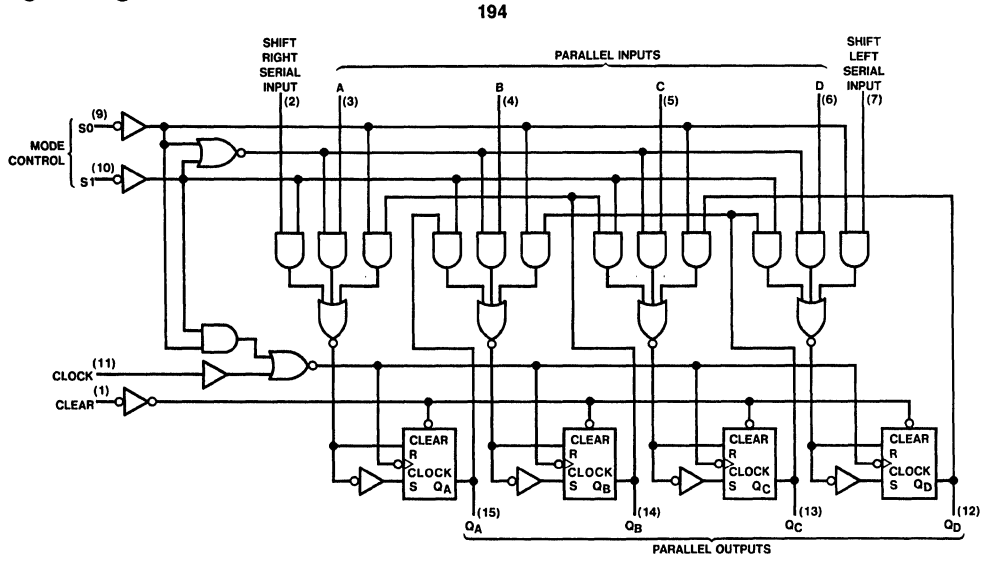 194
SHIFT
RIGHT
SERIAL
INPUT
(2)
PARALLEL INPUTS
A
(3)
B
(4)
C
(5)
D
(6)
SHIFT
LEFT
SERIAL
INPUT
(7)
MODE
CONTROL
S0
(9)
S1
(10)
CLOCK
(11)
CLEAR
(1)
CLEAR
R
CLOCK
S QA
CLEAR
R
CLOCK
S QB
CLEAR
R
CLOCK
S QC
CLEAR
R
CLOCK
S QD
(15)
QA
(14)
QB
(13)
QC
(12)
QD
PARALLEL OUTPUTS